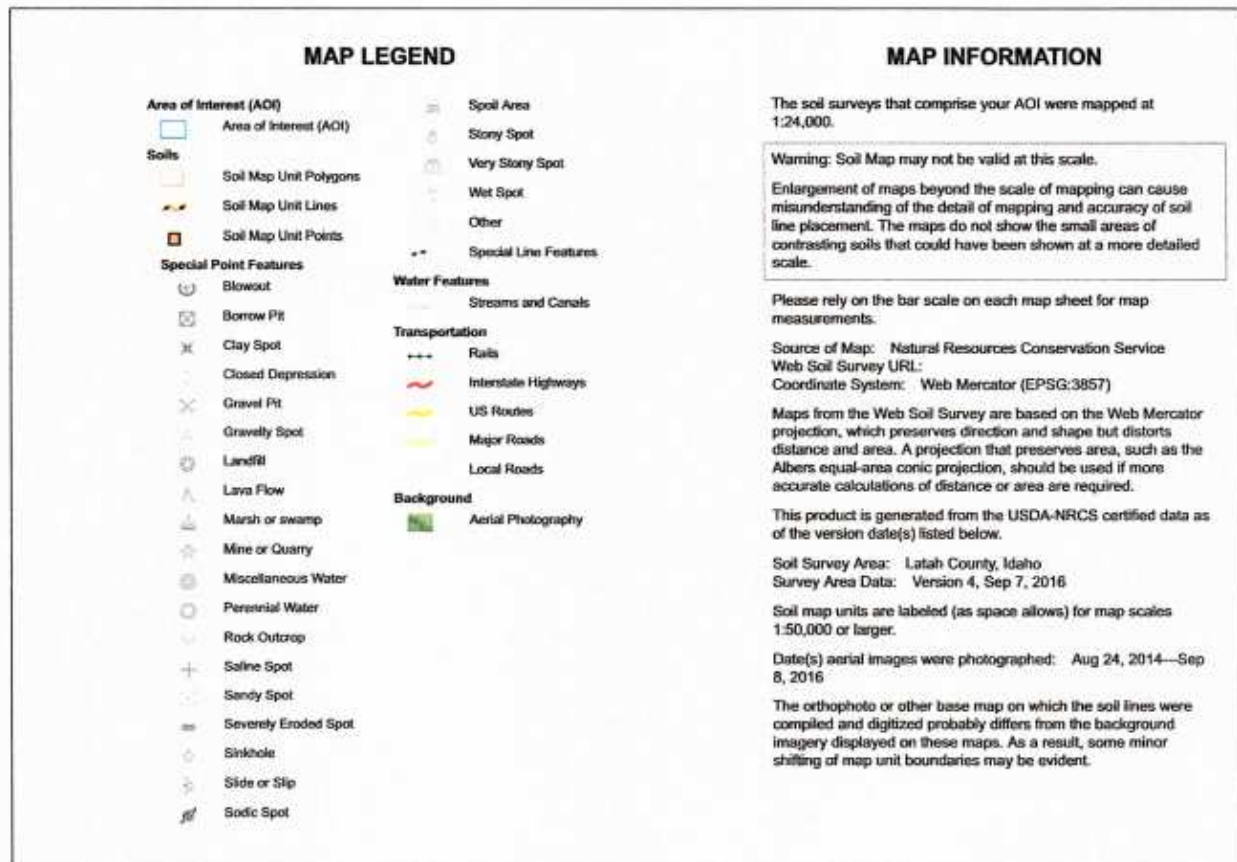 MAP LEGEND
Area of Interest (AOI)
Area of Interest (AOI)
Soils
Soil Map Unit Polygons
Soil Map Unit Lines
Soil Map Unit Points
Special Point Features
Blowout
Borrow Pit
Clay Spot
Closed Depression
Gravel Pit
Gravelly Spot
Landfill
Lava Flow
Marsh or swamp
Mine or Quarry
Miscellaneous Water
Perennial Water
Rock Outcrop
Saline Spot
Sandy Spot
Severely Eroded Spot
Sinkhole
Slide or Slip
Sodic Spot
Spoil Area
Stony Spot
Very Stony Spot
Wet Spot
Other
Special Line Features
Water Features
Streams and Canals
Transportation
Rails
Interstate Highways
US Routes
Major Roads
Local Roads
Background
Aerial Photography
MAP INFORMATION
The soil surveys that comprise your AOI were mapped at
1:24,000.
Warning: Soil Map may not be valid at this scale.
Enlargement of maps beyond the scale of mapping can cause
misunderstanding of the detail of mapping and accuracy of soil
line placement. The maps do not show the small areas of
contrasting soils that could have been shown at a more detailed
scale.
Please rely on the bar scale on each map sheet for map
measurements.
Source of Map: Natural Resources Conservation Service
Web Soil Survey URL:
Coordinate System: Web Mercator (EPSG:3857)
Maps from the Web Soil Survey are based on the Web Mercator
projection, which preserves direction and shape but distorts
distance and area. A projection that preserves area, such as the
Albers equal-area conic projection, should be used if more
accurate calculations of distance or area are required.
This product is generated from the USDA-NRCS certified data as
of the version date(s) listed below.
Soil Survey Area: Latah County, Idaho
Survey Area Data: Version 4, Sep 7, 2016
Soil map units are labeled (as space allows) for map scales
1:50,000 or larger.
Date(s) aerial images were photographed: Aug 24, 2014—Sep
8, 2016
The orthophoto or other base map on which the soil lines were
compiled and digitized probably differs from the background
imagery displayed on these maps. As a result, some minor
shifting of map unit boundaries may be evident.